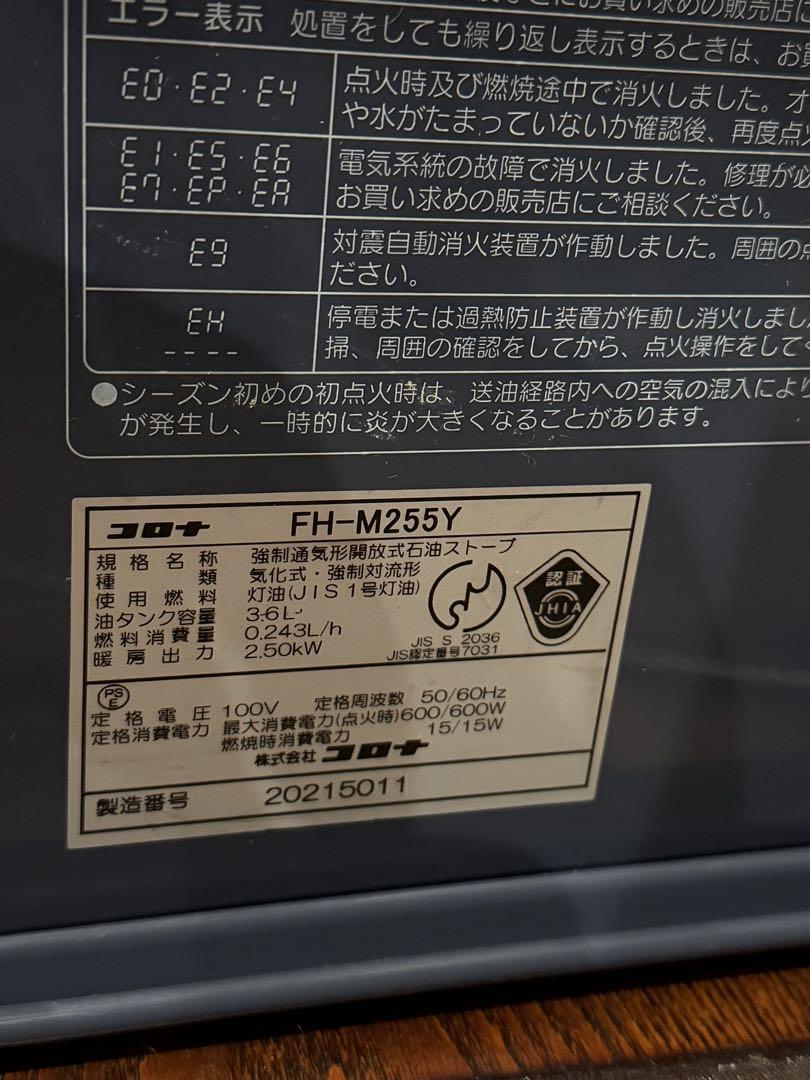 にお買い求めの販売店に
エラー表示 処置をしても繰り返し表示するときは、お買
E0・E2・E4 点火時及び燃焼途中で消火しました。オ
や水がたまっていないか確認後、再度点火
E1・E5・E6 電気系統の故障で消火しました。修理が必
E7・EP・EA お買い求めの販売店にご相談ください。
E9 対震自動消火装置が作動しました。周囲の点
ださい。
EH 停電または過熱防止装置が作動し消火しまし
---- 掃、周囲の確認をしてから、点火操作をしてく
●シーズン初めの初点火時は、送油経路内への空気の混入によ
が発生し、一時的に炎が大きくなることがあります。
コロナ FH-M255Y
規格名称 強制通気形開放式石油ストーブ
種類 気化式・強制対流形
使用燃料 灯油(JIS1号灯油)
油タンク容量 3.6L
燃料消費量 0.243L/h
暖房出力 2.50kW
認証
JHIA
JIS S 2036
JIS認定番号7031
PS
E
定格電圧 100V 定格周波数 50/60Hz
定格消費電力 最大消費電力(点火時)600/600W
燃焼時消費電力 15/15W
株式会社コロナ
製造番号 20215011